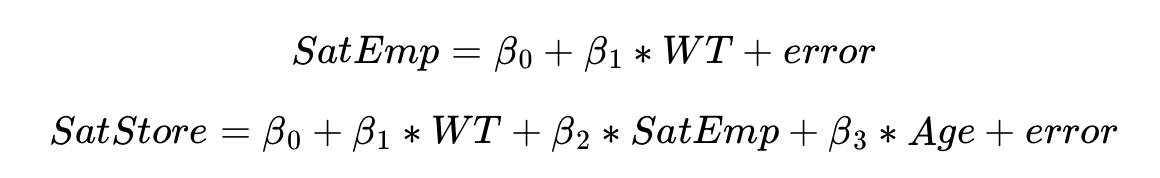 SatEmp = β₀ + β₁ * WT + error
SatStore = β₀ + β₁ * WT + β₂ * SatEmp + β₃ * Age + error